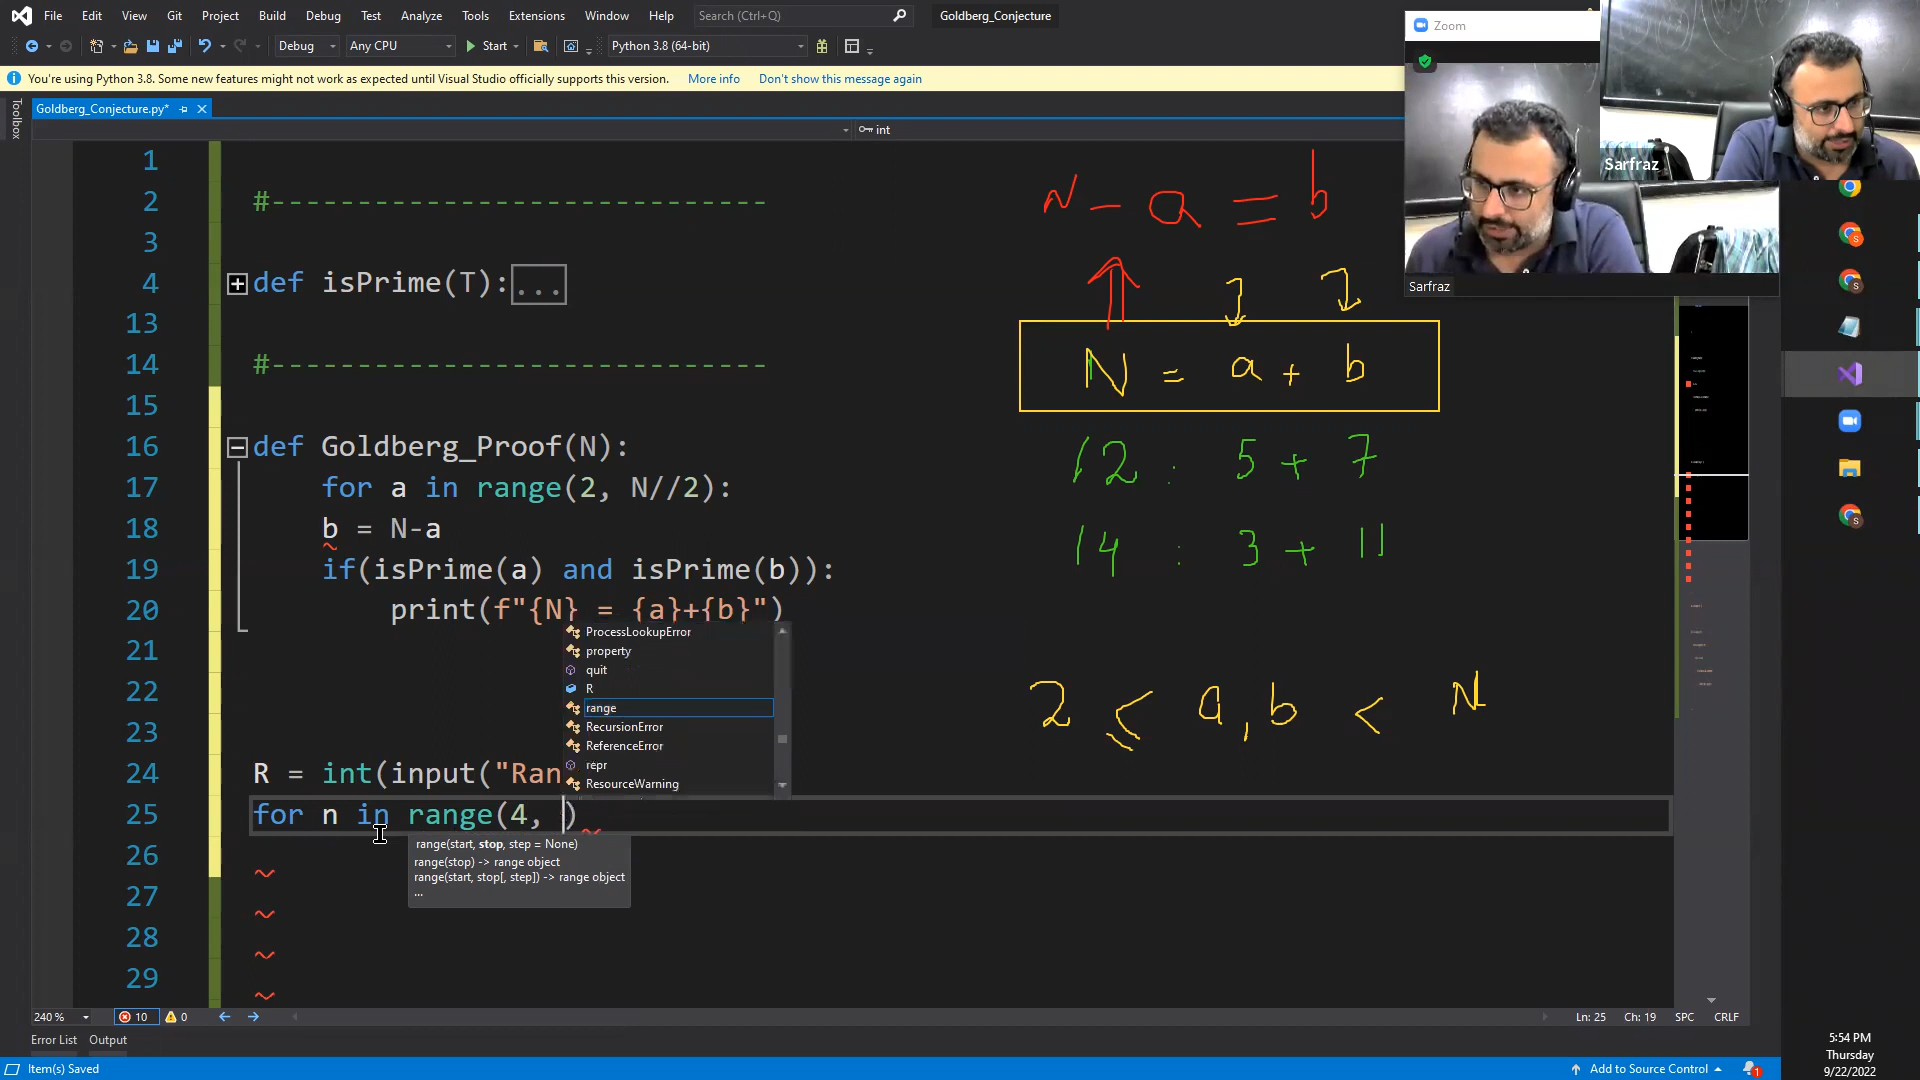 File Edit View Git Project Build Debug Test Analyze Tools Extensions Window Help Search (Ctrl+Q) Goldberg_Conjecture
Debug Any CPU Start Python 3.8 (64-bit)
You're using Python 3.8. Some new features might not work as expected until Visual Studio officially supports this version. More info Don't show this message again
Goldberg_Conjecture.py*
int
Toolbox
1
2 #-----------------------------
3
4 def isPrime(T):...
13
14 #-----------------------------
15
16 def Goldberg_Proof(N):
17 for a in range(2, N//2):
18 b = N-a
19 if(isPrime(a) and isPrime(b)):
20 print(f"{N} = {a}+{b}")
21
22
23
24 R = int(input("Ran
25 for n in range(4, )
26
27
28
29
ProcessLookupError
property
quit
R
range
RecursionError
ReferenceError
repr
ResourceWarning
range(start, stop, step = None)
range(stop) -> range object
range(start, stop[, step]) -> range object
...
N - a = b
N = a + b
12 : 5 + 7
14 : 3 + 11
2 ≤ a, b < N
Zoom
Sarfraz
Sarfraz
240 % 10 0 Ln: 25 Ch: 19 SPC CRLF
Error List Output
Item(s) Saved Add to Source Control 1
5:54 PM
Thursday
9/22/2022